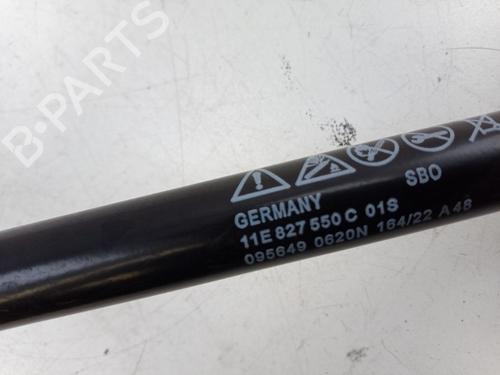 B-PARTS
SBO
GERMANY
11E 827 550 C 01S
095649 0620N 164/22 A48